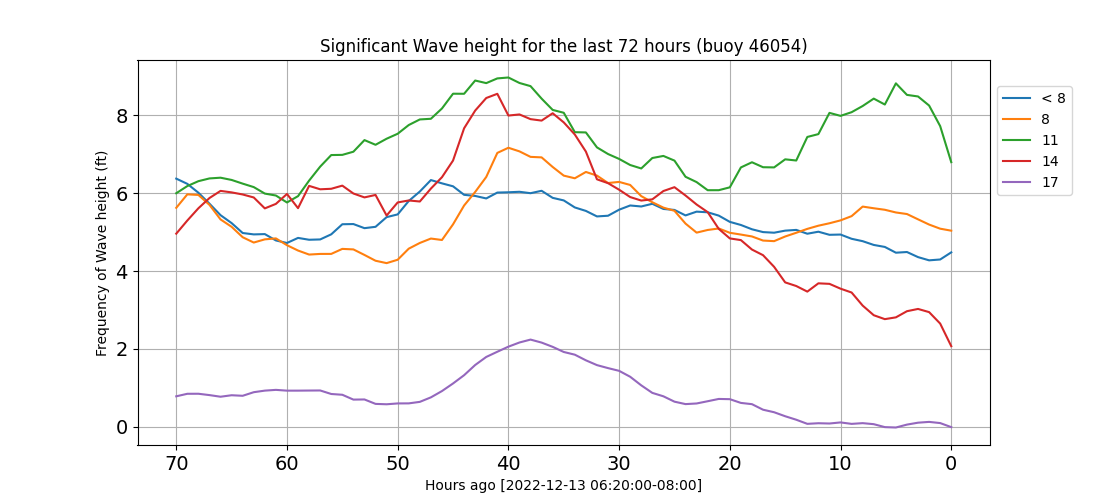 Significant Wave height for the last 72 hours (buoy 46054)
Frequency of Wave height (ft)
8
6
4
2
0
70 60 50 40 30 20 10 0
Hours ago [2022-12-13 06:20:00-08:00]
< 8
8
11
14
17